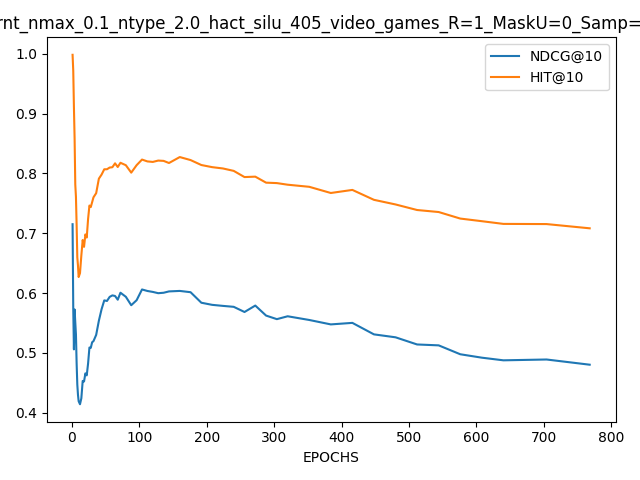 rnt_nmax_0.1_ntype_2.0_hact_silu_405_video_games_R=1_MaskU=0_Samp=
NDCG@10
HIT@10
1.0
0.9
0.8
0.7
0.6
0.5
0.4
0 100 200 300 400 500 600 700 800
EPOCHS